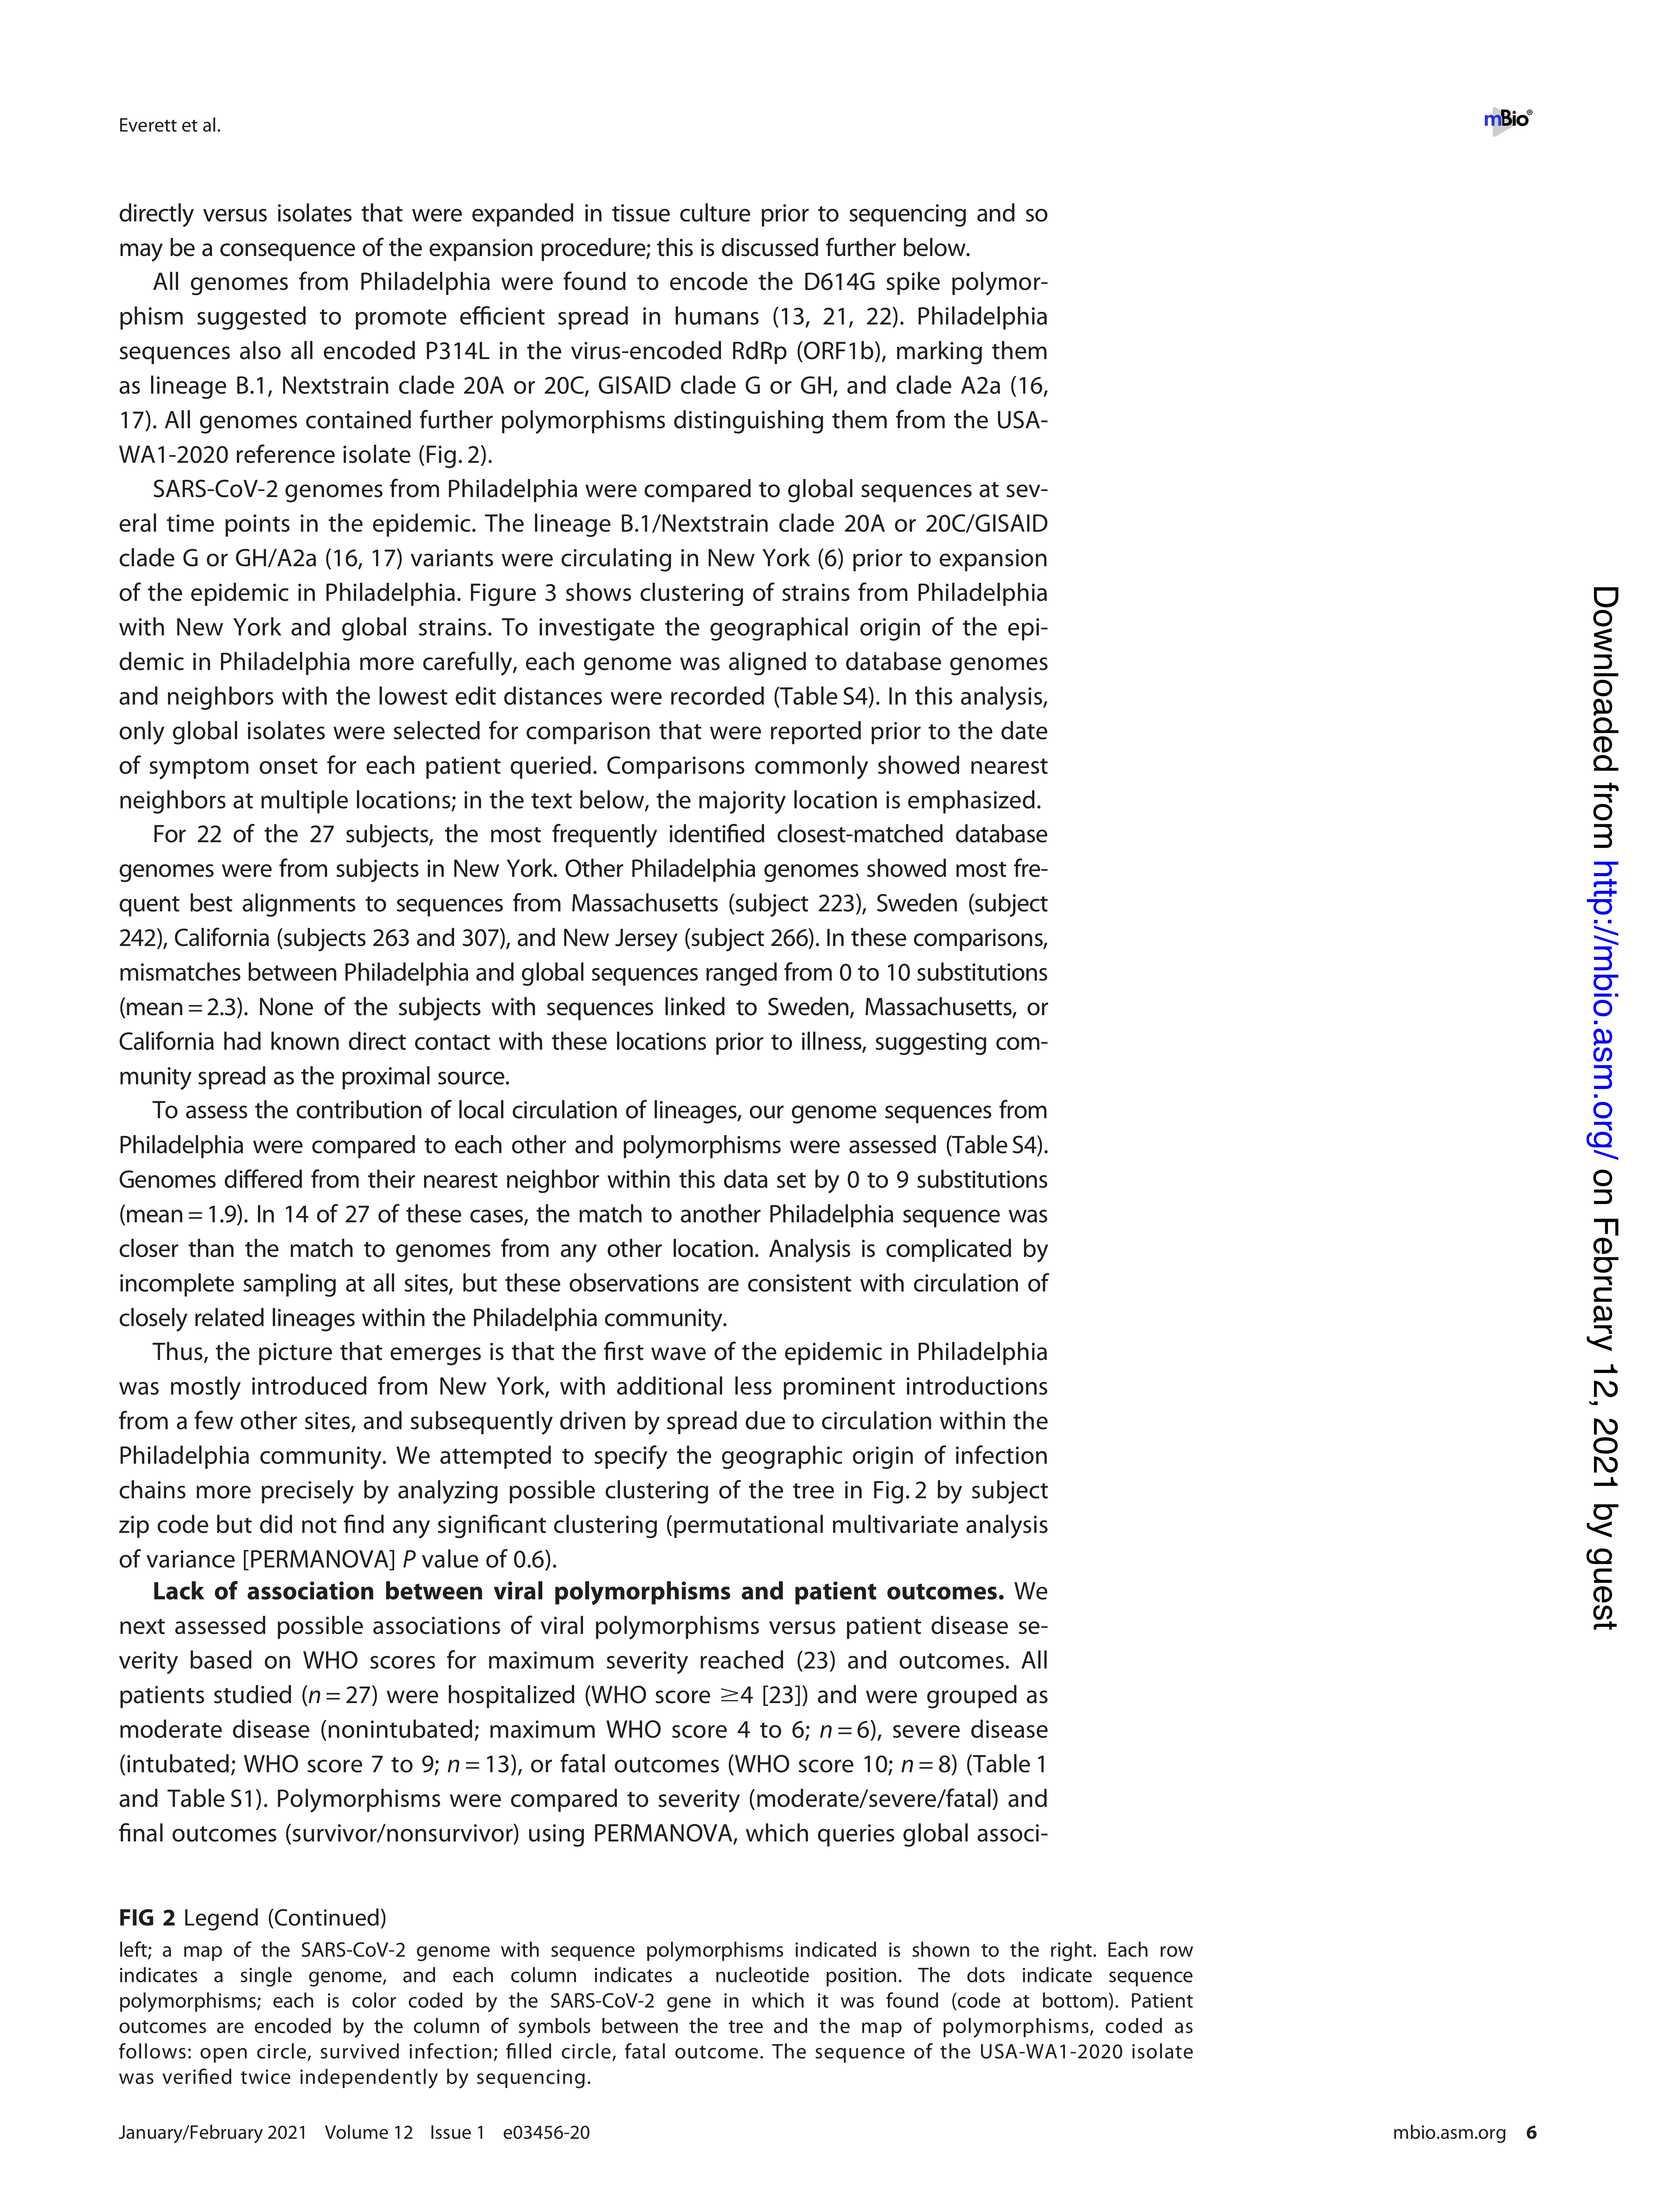 Everett et al.
mBio®
directly versus isolates that were expanded in tissue culture prior to sequencing and so
may be a consequence of the expansion procedure; this is discussed further below.
All genomes from Philadelphia were found to encode the D614G spike polymor-
phism suggested to promote efficient spread in humans (13, 21, 22). Philadelphia
sequences also all encoded P314L in the virus-encoded RdRp (ORF1b), marking them
as lineage B.1, Nextstrain clade 20A or 20C, GISAID clade G or GH, and clade A2a (16,
17). All genomes contained further polymorphisms distinguishing them from the USA-
WA1-2020 reference isolate (Fig. 2).
SARS-CoV-2 genomes from Philadelphia were compared to global sequences at sev-
eral time points in the epidemic. The lineage B.1/Nextstrain clade 20A or 20C/GISAID
clade G or GH/A2a (16, 17) variants were circulating in New York (6) prior to expansion
of the epidemic in Philadelphia. Figure 3 shows clustering of strains from Philadelphia
with New York and global strains. To investigate the geographical origin of the epi-
demic in Philadelphia more carefully, each genome was aligned to database genomes
and neighbors with the lowest edit distances were recorded (Table S4). In this analysis,
only global isolates were selected for comparison that were reported prior to the date
of symptom onset for each patient queried. Comparisons commonly showed nearest
neighbors at multiple locations; in the text below, the majority location is emphasized.
For 22 of the 27 subjects, the most frequently identified closest-matched database
genomes were from subjects in New York. Other Philadelphia genomes showed most fre-
quent best alignments to sequences from Massachusetts (subject 223), Sweden (subject
242), California (subjects 263 and 307), and New Jersey (subject 266). In these comparisons,
mismatches between Philadelphia and global sequences ranged from 0 to 10 substitutions
(mean = 2.3). None of the subjects with sequences linked to Sweden, Massachusetts, or
California had known direct contact with these locations prior to illness, suggesting com-
munity spread as the proximal source.
To assess the contribution of local circulation of lineages, our genome sequences from
Philadelphia were compared to each other and polymorphisms were assessed (Table S4).
Genomes differed from their nearest neighbor within this data set by 0 to 9 substitutions
(mean = 1.9). In 14 of 27 of these cases, the match to another Philadelphia sequence was
closer than the match to genomes from any other location. Analysis is complicated by
incomplete sampling at all sites, but these observations are consistent with circulation of
closely related lineages within the Philadelphia community.
Thus, the picture that emerges is that the first wave of the epidemic in Philadelphia
was mostly introduced from New York, with additional less prominent introductions
from a few other sites, and subsequently driven by spread due to circulation within the
Philadelphia community. We attempted to specify the geographic origin of infection
chains more precisely by analyzing possible clustering of the tree in Fig. 2 by subject
zip code but did not find any significant clustering (permutational multivariate analysis
of variance [PERMANOVA] P value of 0.6).
Lack of association between viral polymorphisms and patient outcomes. We
next assessed possible associations of viral polymorphisms versus patient disease se-
verity based on WHO scores for maximum severity reached (23) and outcomes. All
patients studied (n = 27) were hospitalized (WHO score ≥4 [23]) and were grouped as
moderate disease (nonintubated; maximum WHO score 4 to 6; n = 6), severe disease
(intubated; WHO score 7 to 9; n = 13), or fatal outcomes (WHO score 10; n = 8) (Table 1
and Table S1). Polymorphisms were compared to severity (moderate/severe/fatal) and
final outcomes (survivor/nonsurvivor) using PERMANOVA, which queries global associ-
FIG 2 Legend (Continued)
left; a map of the SARS-CoV-2 genome with sequence polymorphisms indicated is shown to the right. Each row
indicates a single genome, and each column indicates a nucleotide position. The dots indicate sequence
polymorphisms; each is color coded by the SARS-CoV-2 gene in which it was found (code at bottom). Patient
outcomes are encoded by the column of symbols between the tree and the map of polymorphisms, coded as
follows: open circle, survived infection; filled circle, fatal outcome. The sequence of the USA-WA1-2020 isolate
was verified twice independently by sequencing.
January/February 2021 Volume 12 Issue 1 e03456-20
mbio.asm.org 6
Downloaded from http://mbio.asm.org/ on February 12, 2021 by guest